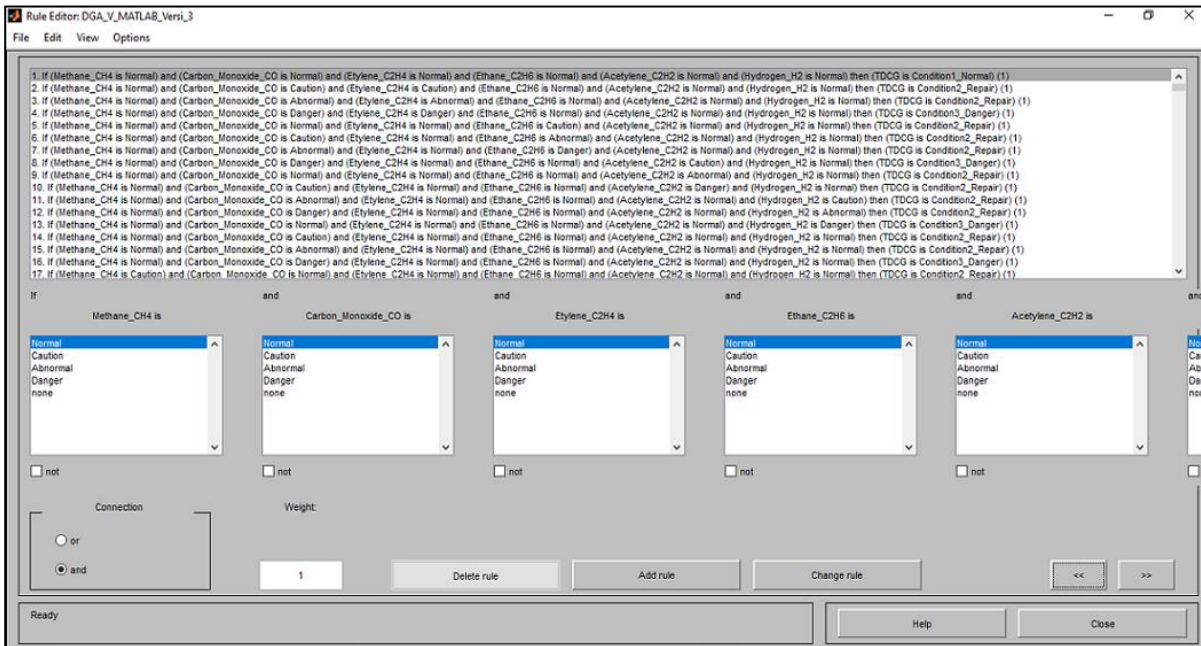 Rule Editor: DGA_V_MATLAB_Versi_3
File Edit View Options
1. If (Methane_CH4 is Normal) and (Carbon_Monoxide_CO is Normal) and (Etylene_C2H4 is Normal) and (Ethane_C2H6 is Normal) and (Acetylene_C2H2 is Normal) and (Hydrogen_H2 is Normal) then (TDCG is Condition1_Normal) (1)
2. If (Methane_CH4 is Normal) and (Carbon_Monoxide_CO is Caution) and (Etylene_C2H4 is Caution) and (Ethane_C2H6 is Normal) and (Acetylene_C2H2 is Normal) and (Hydrogen_H2 is Normal) then (TDCG is Condition2_Repair) (1)
3. If (Methane_CH4 is Normal) and (Carbon_Monoxide_CO is Abnormal) and (Etylene_C2H4 is Abnormal) and (Ethane_C2H6 is Normal) and (Acetylene_C2H2 is Normal) and (Hydrogen_H2 is Normal) then (TDCG is Condition2_Repair) (1)
4. If (Methane_CH4 is Normal) and (Carbon_Monoxide_CO is Danger) and (Etylene_C2H4 is Danger) and (Ethane_C2H6 is Normal) and (Acetylene_C2H2 is Normal) and (Hydrogen_H2 is Normal) then (TDCG is Condition3_Danger) (1)
5. If (Methane_CH4 is Normal) and (Carbon_Monoxide_CO is Normal) and (Etylene_C2H4 is Normal) and (Ethane_C2H6 is Caution) and (Acetylene_C2H2 is Normal) and (Hydrogen_H2 is Normal) then (TDCG is Condition2_Repair) (1)
6. If (Methane_CH4 is Normal) and (Carbon_Monoxide_CO is Caution) and (Etylene_C2H4 is Normal) and (Ethane_C2H6 is Abnormal) and (Acetylene_C2H2 is Normal) and (Hydrogen_H2 is Normal) then (TDCG is Condition2_Repair) (1)
7. If (Methane_CH4 is Normal) and (Carbon_Monoxide_CO is Abnormal) and (Etylene_C2H4 is Normal) and (Ethane_C2H6 is Danger) and (Acetylene_C2H2 is Normal) and (Hydrogen_H2 is Normal) then (TDCG is Condition2_Repair) (1)
8. If (Methane_CH4 is Normal) and (Carbon_Monoxide_CO is Danger) and (Etylene_C2H4 is Normal) and (Ethane_C2H6 is Normal) and (Acetylene_C2H2 is Caution) and (Hydrogen_H2 is Normal) then (TDCG is Condition3_Danger) (1)
9. If (Methane_CH4 is Normal) and (Carbon_Monoxide_CO is Normal) and (Etylene_C2H4 is Normal) and (Ethane_C2H6 is Normal) and (Acetylene_C2H2 is Abnormal) and (Hydrogen_H2 is Normal) then (TDCG is Condition2_Repair) (1)
10. If (Methane_CH4 is Normal) and (Carbon_Monoxide_CO is Caution) and (Etylene_C2H4 is Normal) and (Ethane_C2H6 is Normal) and (Acetylene_C2H2 is Danger) and (Hydrogen_H2 is Normal) then (TDCG is Condition2_Repair) (1)
11. If (Methane_CH4 is Normal) and (Carbon_Monoxide_CO is Abnormal) and (Etylene_C2H4 is Normal) and (Ethane_C2H6 is Normal) and (Acetylene_C2H2 is Normal) and (Hydrogen_H2 is Caution) then (TDCG is Condition2_Repair) (1)
12. If (Methane_CH4 is Normal) and (Carbon_Monoxide_CO is Danger) and (Etylene_C2H4 is Normal) and (Ethane_C2H6 is Normal) and (Acetylene_C2H2 is Normal) and (Hydrogen_H2 is Abnormal) then (TDCG is Condition2_Repair) (1)
13. If (Methane_CH4 is Normal) and (Carbon_Monoxide_CO is Normal) and (Etylene_C2H4 is Normal) and (Ethane_C2H6 is Normal) and (Acetylene_C2H2 is Normal) and (Hydrogen_H2 is Danger) then (TDCG is Condition3_Danger) (1)
14. If (Methane_CH4 is Normal) and (Carbon_Monoxide_CO is Caution) and (Etylene_C2H4 is Normal) and (Ethane_C2H6 is Normal) and (Acetylene_C2H2 is Normal) and (Hydrogen_H2 is Normal) then (TDCG is Condition2_Repair) (1)
15. If (Methane_CH4 is Normal) and (Carbon_Monoxide_CO is Abnormal) and (Etylene_C2H4 is Normal) and (Ethane_C2H6 is Normal) and (Acetylene_C2H2 is Normal) and (Hydrogen_H2 is Normal) then (TDCG is Condition2_Repair) (1)
16. If (Methane_CH4 is Normal) and (Carbon_Monoxide_CO is Danger) and (Etylene_C2H4 is Normal) and (Ethane_C2H6 is Normal) and (Acetylene_C2H2 is Normal) and (Hydrogen_H2 is Normal) then (TDCG is Condition3_Danger) (1)
17. If (Methane_CH4 is Caution) and (Carbon_Monoxide_CO is Normal) and (Etylene_C2H4 is Normal) and (Ethane_C2H6 is Normal) and (Acetylene_C2H2 is Normal) and (Hydrogen_H2 is Normal) then (TDCG is Condition2_Repair) (1)
If and and and and
Methane_CH4 is Carbon_Monoxide_CO is Etylene_C2H4 is Ethane_C2H6 is Acetylene_C2H2 is
Normal Normal Normal Normal Normal
Caution Caution Caution Caution Caution
Abnormal Abnormal Abnormal Abnormal Abnormal
Danger Danger Danger Danger Danger
none none none none none
not not not not not
Connection Weight:
or
and 1 Delete rule Add rule Change rule << >>
Ready Help Close